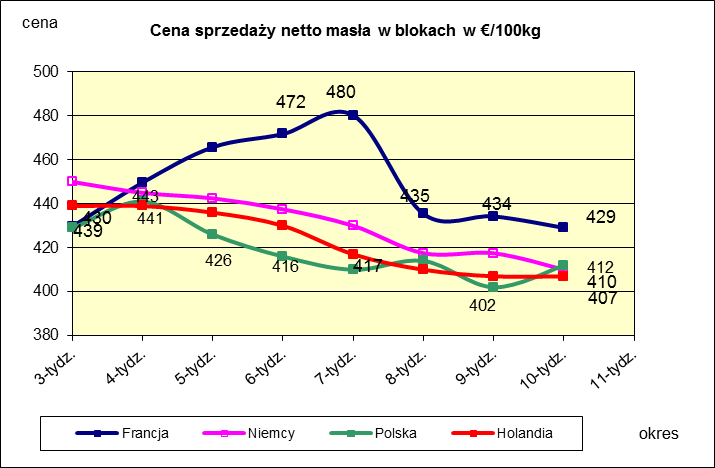 cena
Cena sprzedaży netto masła w blokach w €/100kg
500
480
460
440
420
400
380
480
472
443
441
430
439
426
416
417
435
434
402
429
412
410
407
3-tydz.
4-tydz.
5-tydz.
6-tydz.
7-tydz.
8-tydz.
9-tydz.
10-tydz.
11-tydz.
Francja Niemcy Polska Holandia
okres